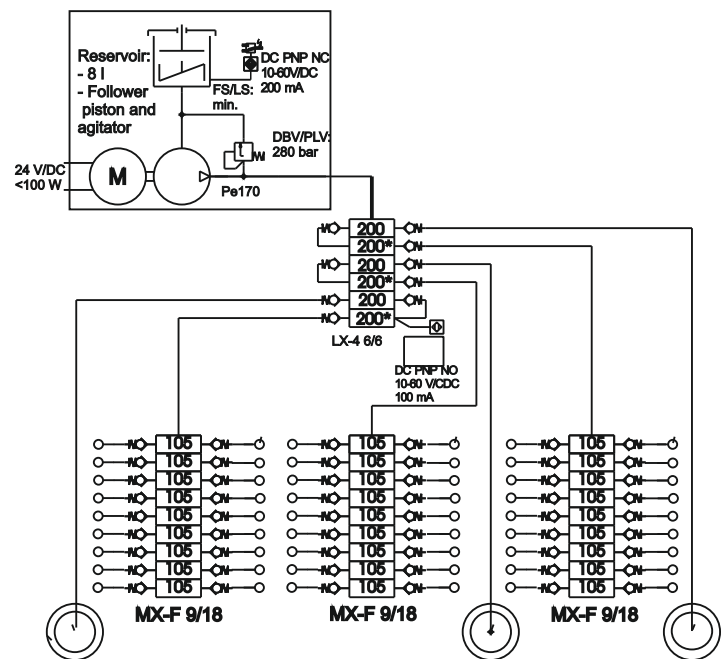 Reservoir:
- 8 l
- Follower
piston and
agitator
DC PNP NC
10-60V/DC
200 mA
FS/LS:
min.
DBV/PLV:
280 bar
24 V/DC
<100 W
M
Pe170
200
200*
200
200*
200
200*
LX-4 6/6
DC PNP NO
10-60 V/CDC
100 mA
105 105 105
105 105 105
105 105 105
105 105 105
105 105 105
105 105 105
105 105 105
105 105 105
105 105 105
MX-F 9/18 MX-F 9/18 MX-F 9/18